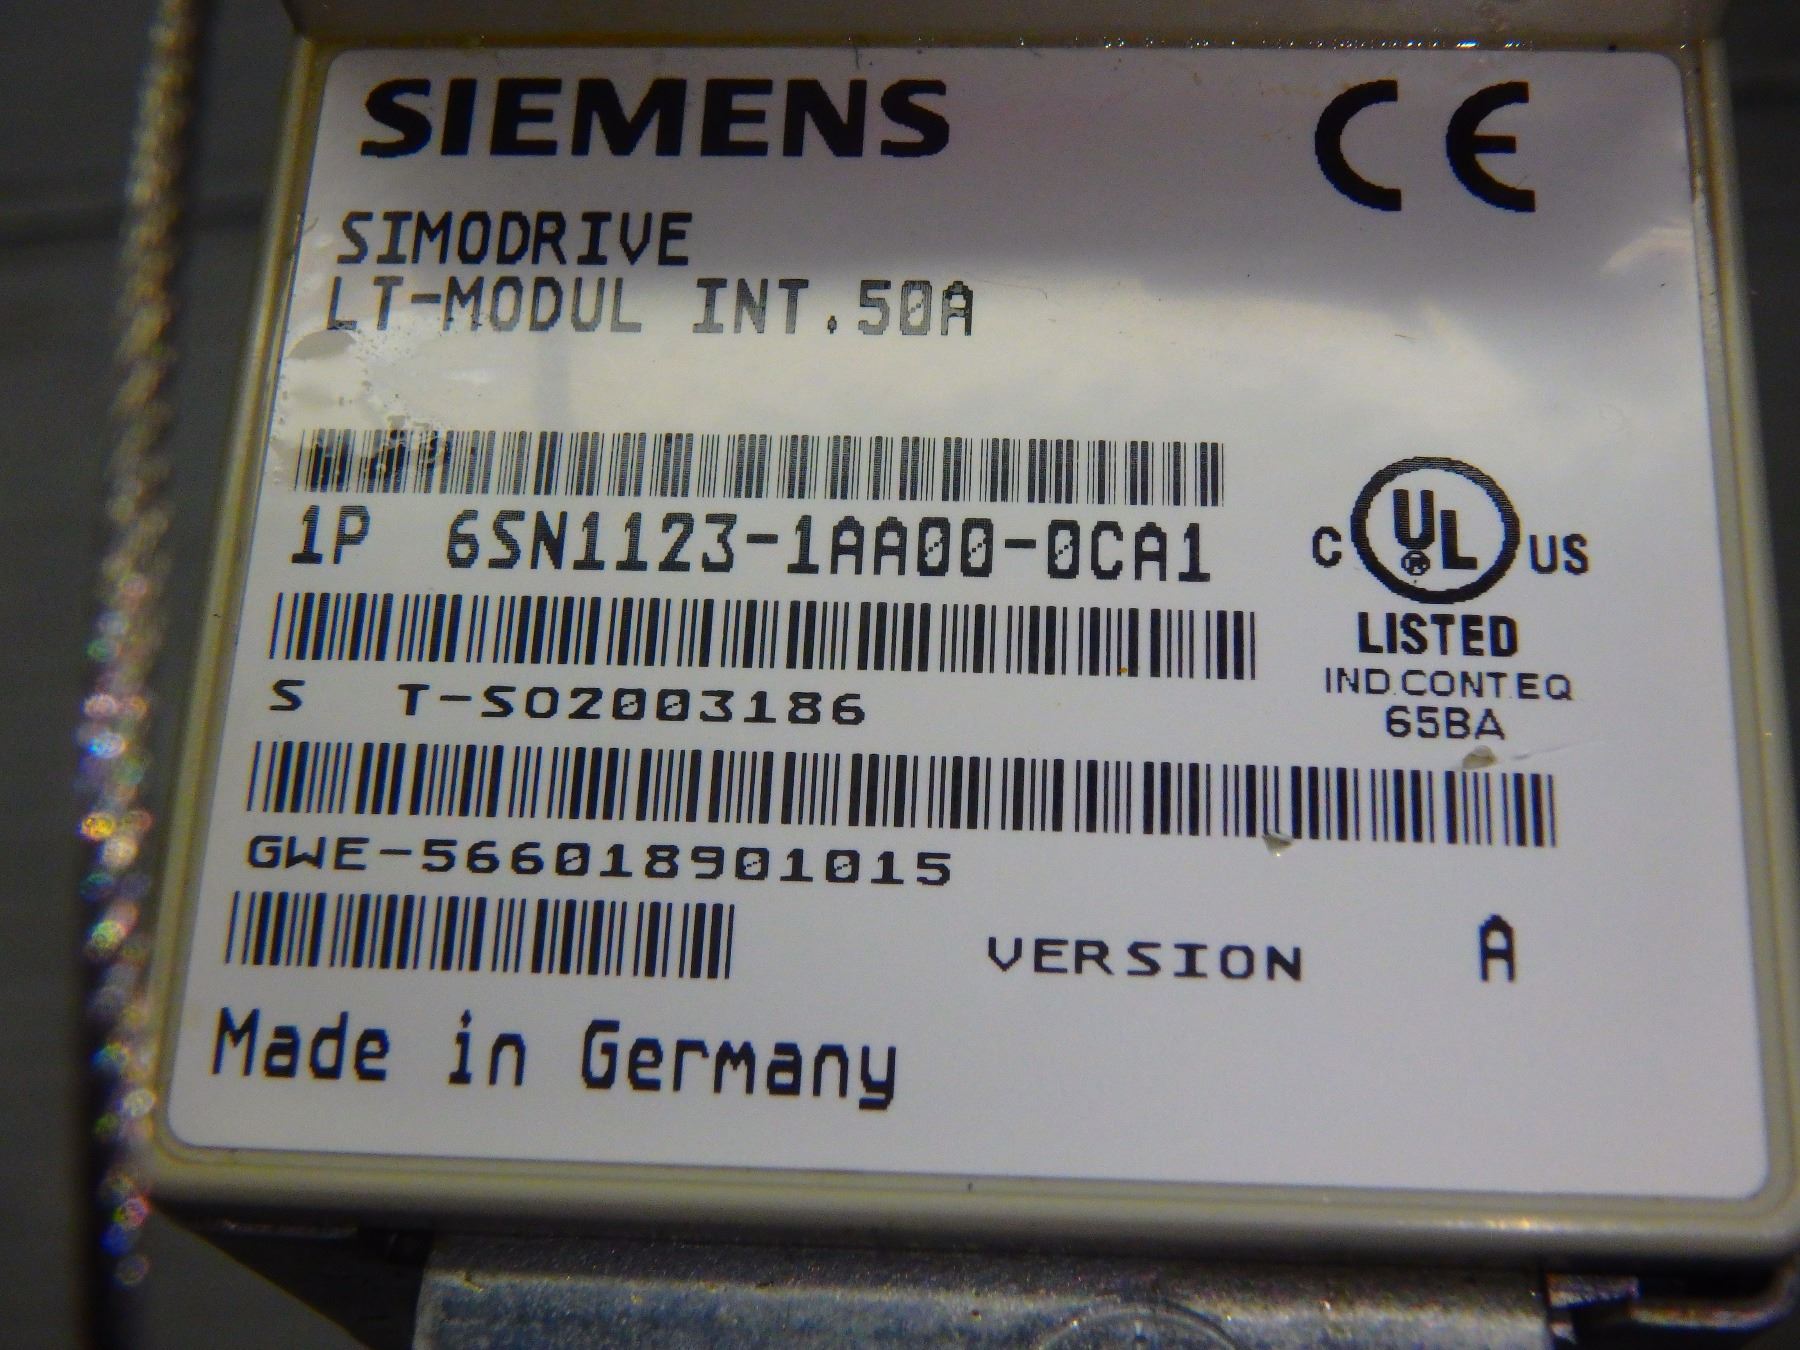 SIEMENS CE
SIMODRIVE
LT-MODUL INT.50A
1P 6SN1123-1AA00-0CA1
C UL® US
LISTED
IND.CONT.EQ
65BA
S T-SO2003186
GWE-566018901015
VERSION A
Made in Germany